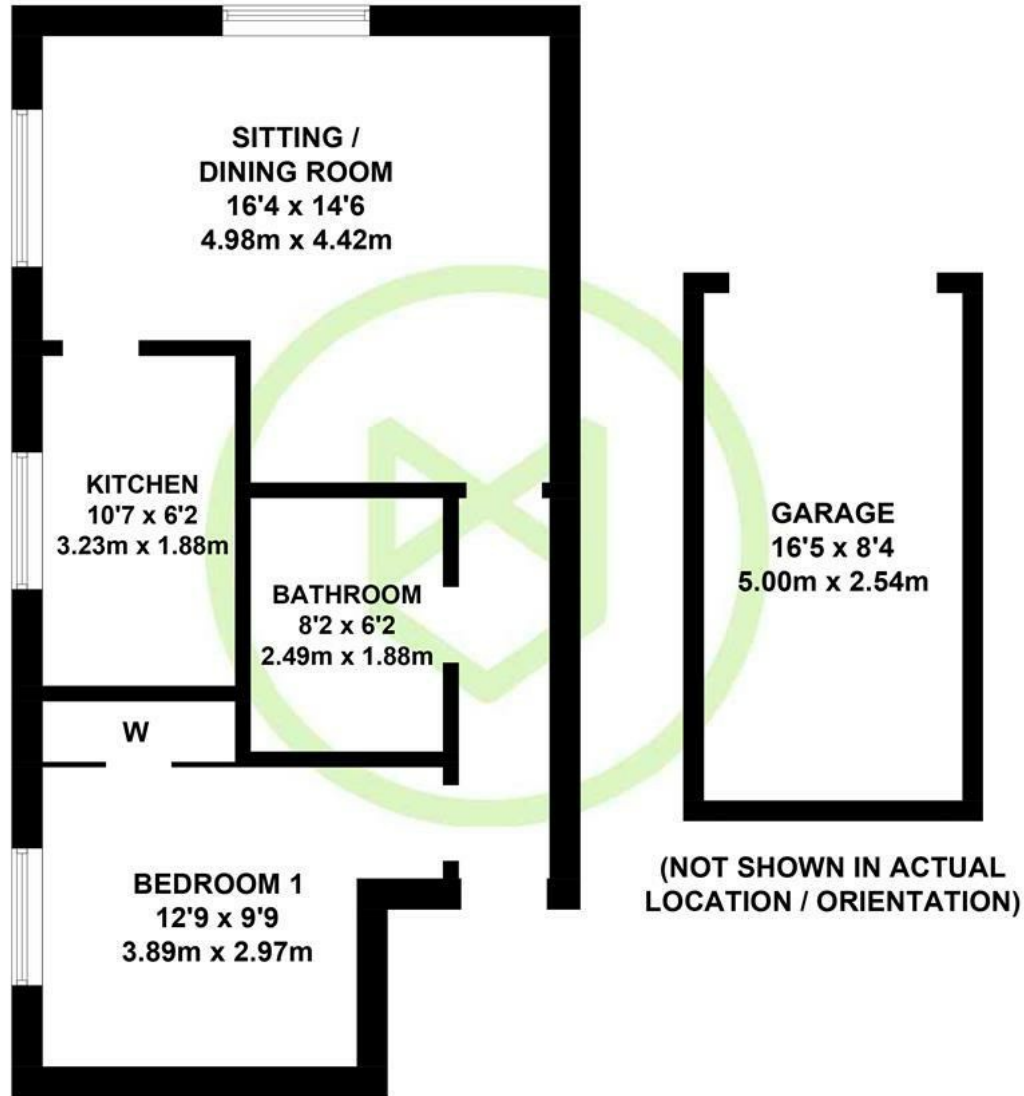 SITTING /
DINING ROOM
16'4 x 14'6
4.98m x 4.42m
KITCHEN
10'7 x 6'2
3.23m x 1.88m
BATHROOM
8'2 x 6'2
2.49m x 1.88m
GARAGE
16'5 x 8'4
5.00m x 2.54m
W
BEDROOM 1
12'9 x 9'9
3.89m x 2.97m
(NOT SHOWN IN ACTUAL
LOCATION / ORIENTATION)